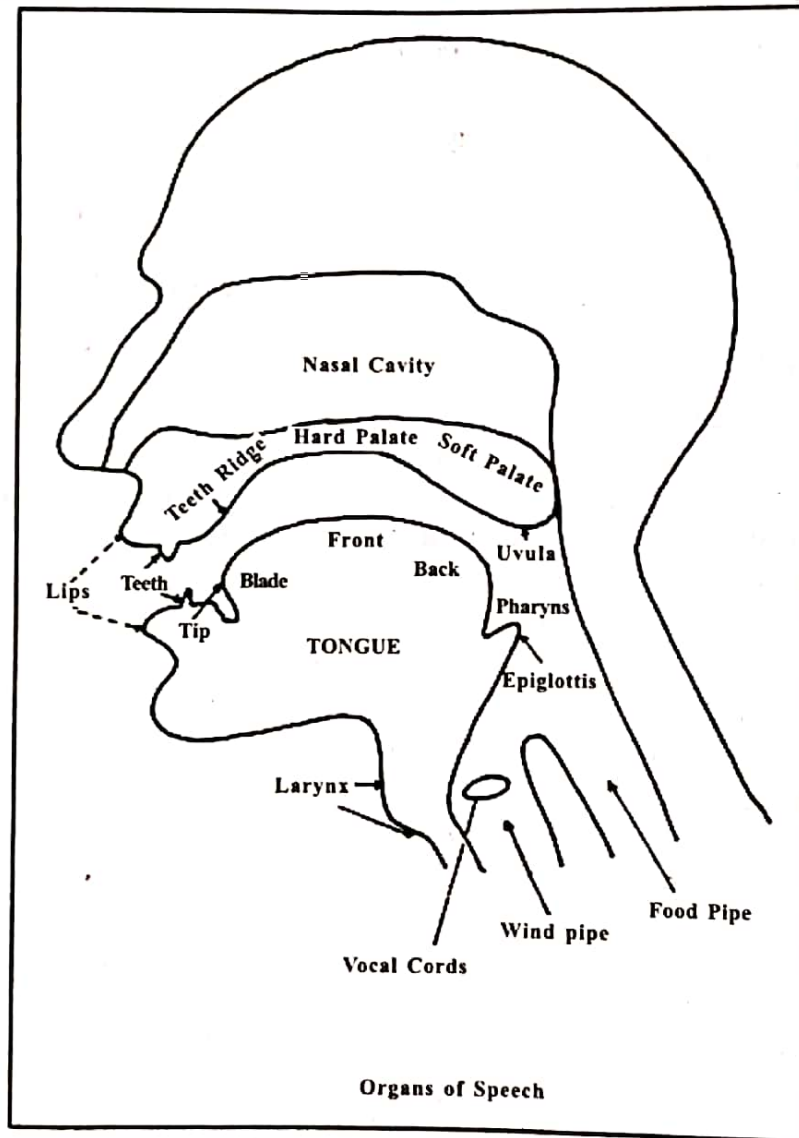 Nasal Cavity
Teeth Ridge
Hard Palate
Soft Palate
Uvula
Front
Back
Blade
Teeth
Lips
Tip
Pharyns
TONGUE
Epiglottis
Larynx
Food Pipe
Wind pipe
Vocal Cords
Organs of Speech